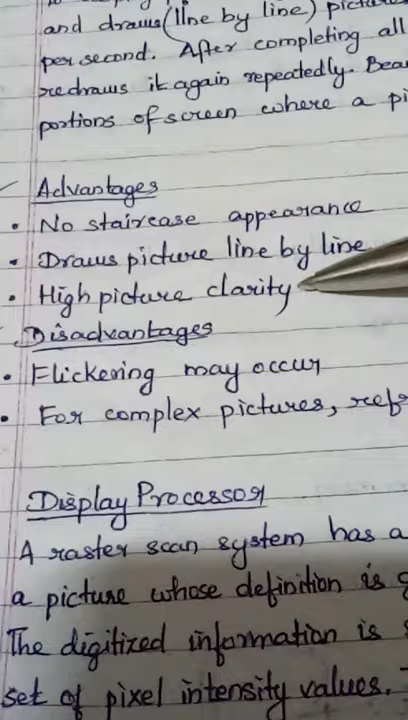 and draws (line by line) pictu
per second. After completing all
redraws it again repeatedly. Bea
portions of screen where a pi
Advantages
• No staircase appearance
• Draws picture line by line
• High picture clarity
Disadvantages
• Flickering may occur
• For complex pictures, refr
Display Processor
A raster scan system has a
a picture whose definition is
The digitized information is
set of pixel intensity values.